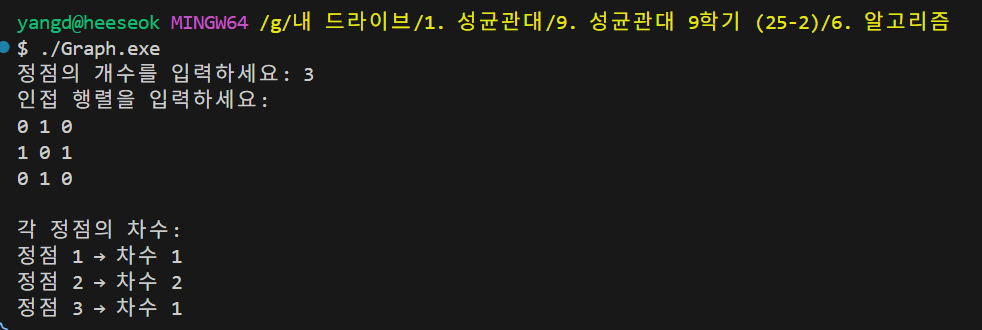 yangd@heeseok MINGW64 /g/내 드라이브/1. 성균관대/9. 성균관대 9학기 (25-2)/6. 알고리즘
$ ./Graph.exe
정점의 개수를 입력하세요: 3
인접 행렬을 입력하세요:
0 1 0
1 0 1
0 1 0
각 정점의 차수:
정점 1 → 차수 1
정점 2 → 차수 2
정점 3 → 차수 1